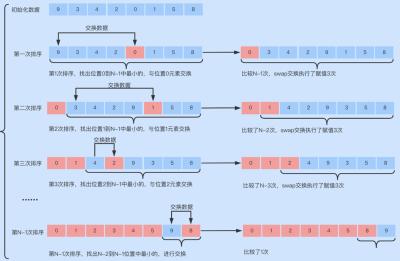 初始化数据 9 3 4 2 0 1 5 8
交换数据
第一次排序 9 3 4 2 0 1 5 8 0 3 4 2 9 1 5 8
第1次排序，找出位置0到N-1中最小的，与位置0元素交换 比较N-1次，swap交换执行了赋值3次
交换数据
第二次排序 0 3 4 2 9 1 5 8 0 1 4 2 9 3 5 8
第2次排序，找出位置1到N-1中最小的，与位置1元素交换 比较了N-2次，swap交换执行了赋值3次
交换数据
第三次排序 0 1 4 2 9 3 5 8 0 1 2 4 9 3 5 8
第3次排序，找出位置2到N-1中最小的，与位置2元素交换 比较了N-3次，swap交换执行了赋值3次
……
交换数据
第N-1次排序 0 1 2 3 4 5 9 8 0 1 2 3 4 5 8 9
第N-1次排序，找出N-2到N-1位置中最小的，进行交换 比较了1次